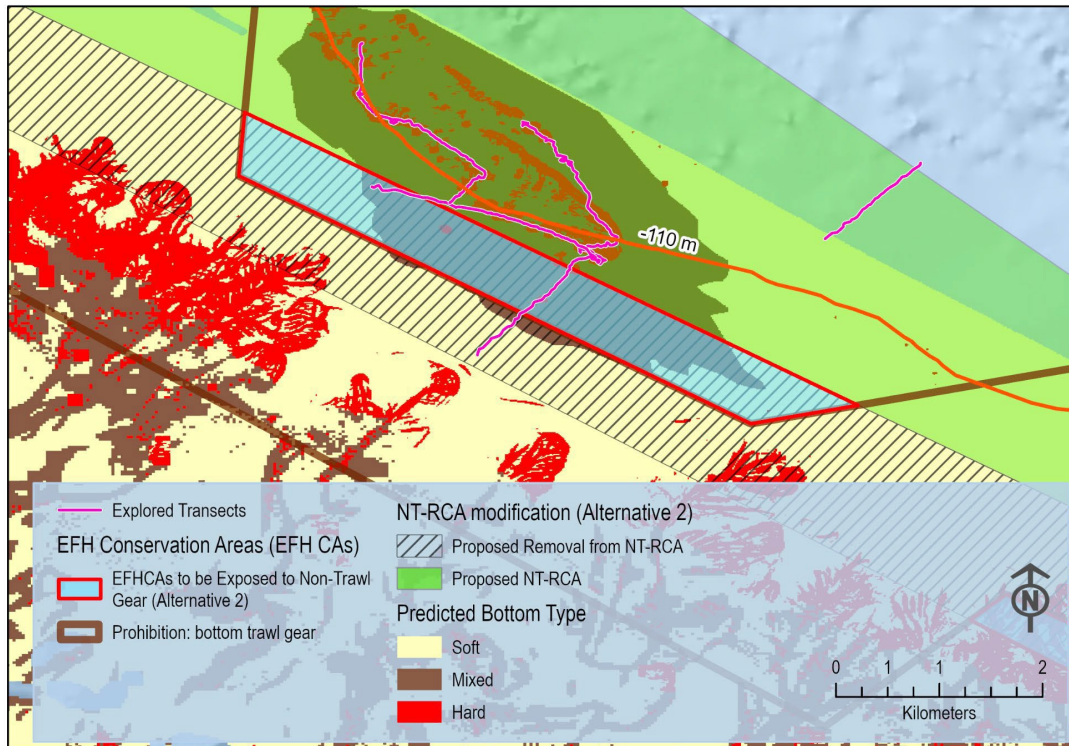 -110 m
Explored Transects
EFH Conservation Areas (EFH CAs)
EFHCAs to be Exposed to Non-Trawl
Gear (Alternative 2)
Prohibition: bottom trawl gear
NT-RCA modification (Alternative 2)
Proposed Removal from NT-RCA
Proposed NT-RCA
Predicted Bottom Type
Soft
Mixed
Hard
N
0 1 1 2
Kilometers